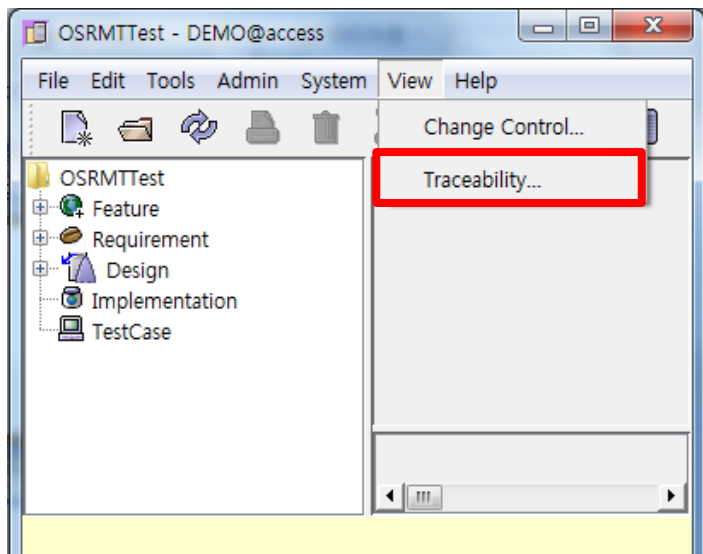 OSRMTTest - DEMO@access
File Edit Tools Admin System View Help
Change Control...
Traceability...
OSRMTTest
Feature
Requirement
Design
Implementation
TestCase